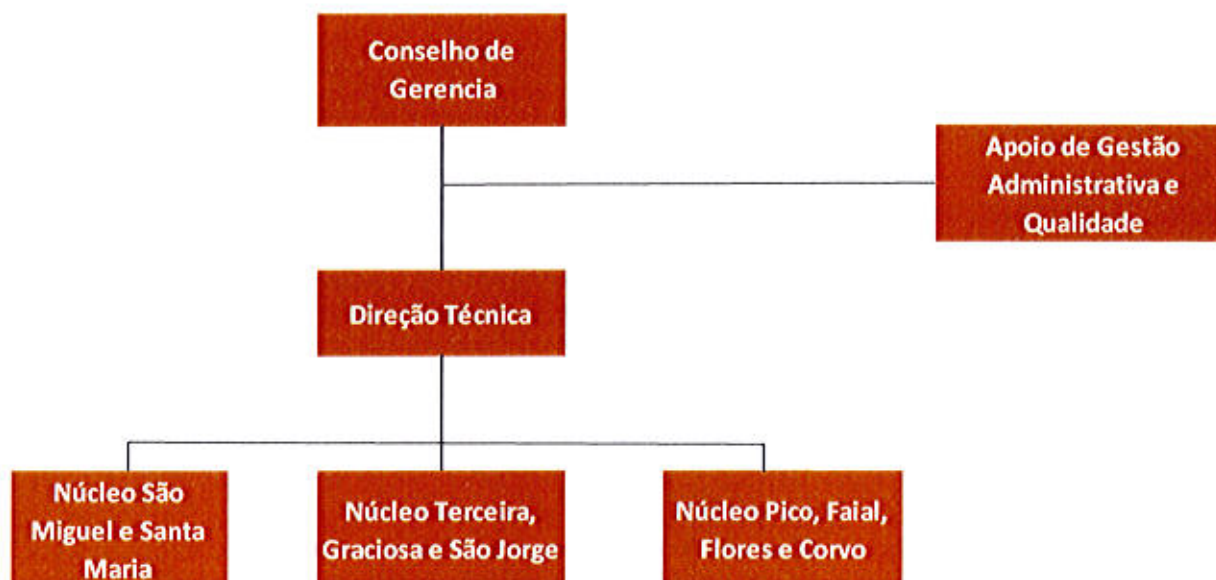 Conselho de
Gerencia
Apoio de Gestão
Administrativa e
Qualidade
Direção Técnica
Núcleo São
Miguel e Santa
Maria
Núcleo Terceira,
Graciosa e São Jorge
Núcleo Pico, Faial,
Flores e Corvo